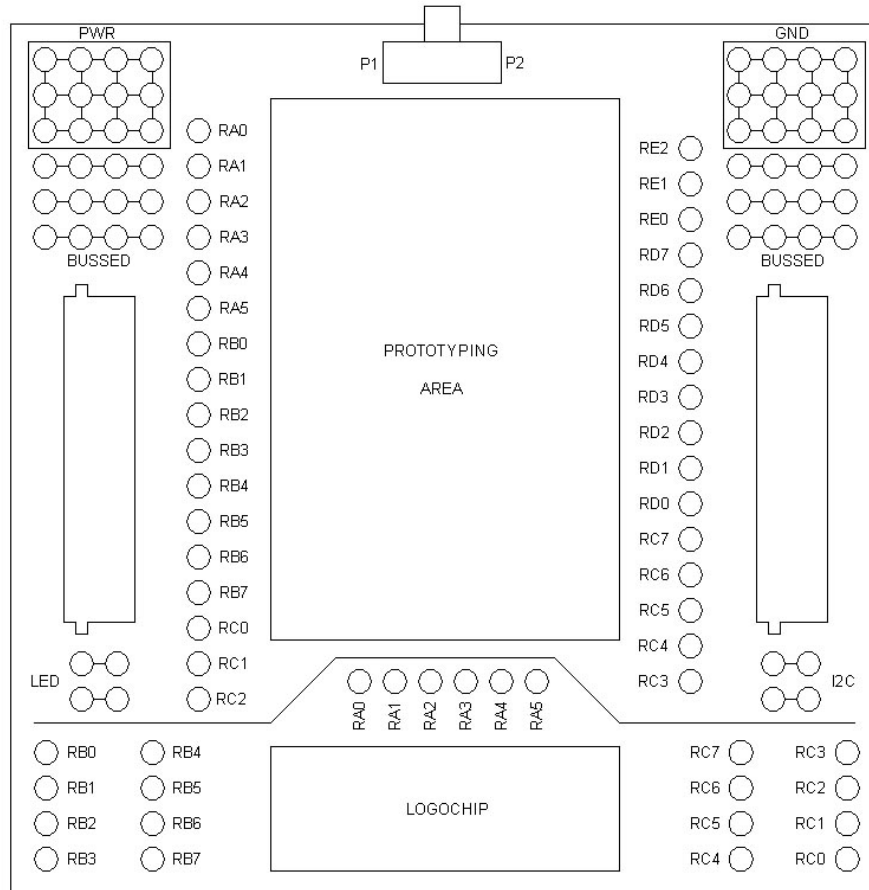 PWR
GND
P1
P2
RA0
RA1
RA2
RA3
RA4
RA5
RB0
RB1
RB2
RB3
RB4
RB5
RB6
RB7
RC0
RC1
RC2
BUSSED
PROTOTYPING
AREA
RE2
RE1
RE0
RD7
RD6
RD5
RD4
RD3
RD2
RD1
RD0
RC7
RC6
RC5
RC4
RC3
BUSSED
LED
I2C
RA0
RA1
RA2
RA3
RA4
RA5
RB0
RB4
RB1
RB5
RB2
RB6
RB3
RB7
LOGOCHIP
RC7
RC3
RC6
RC2
RC5
RC1
RC4
RC0